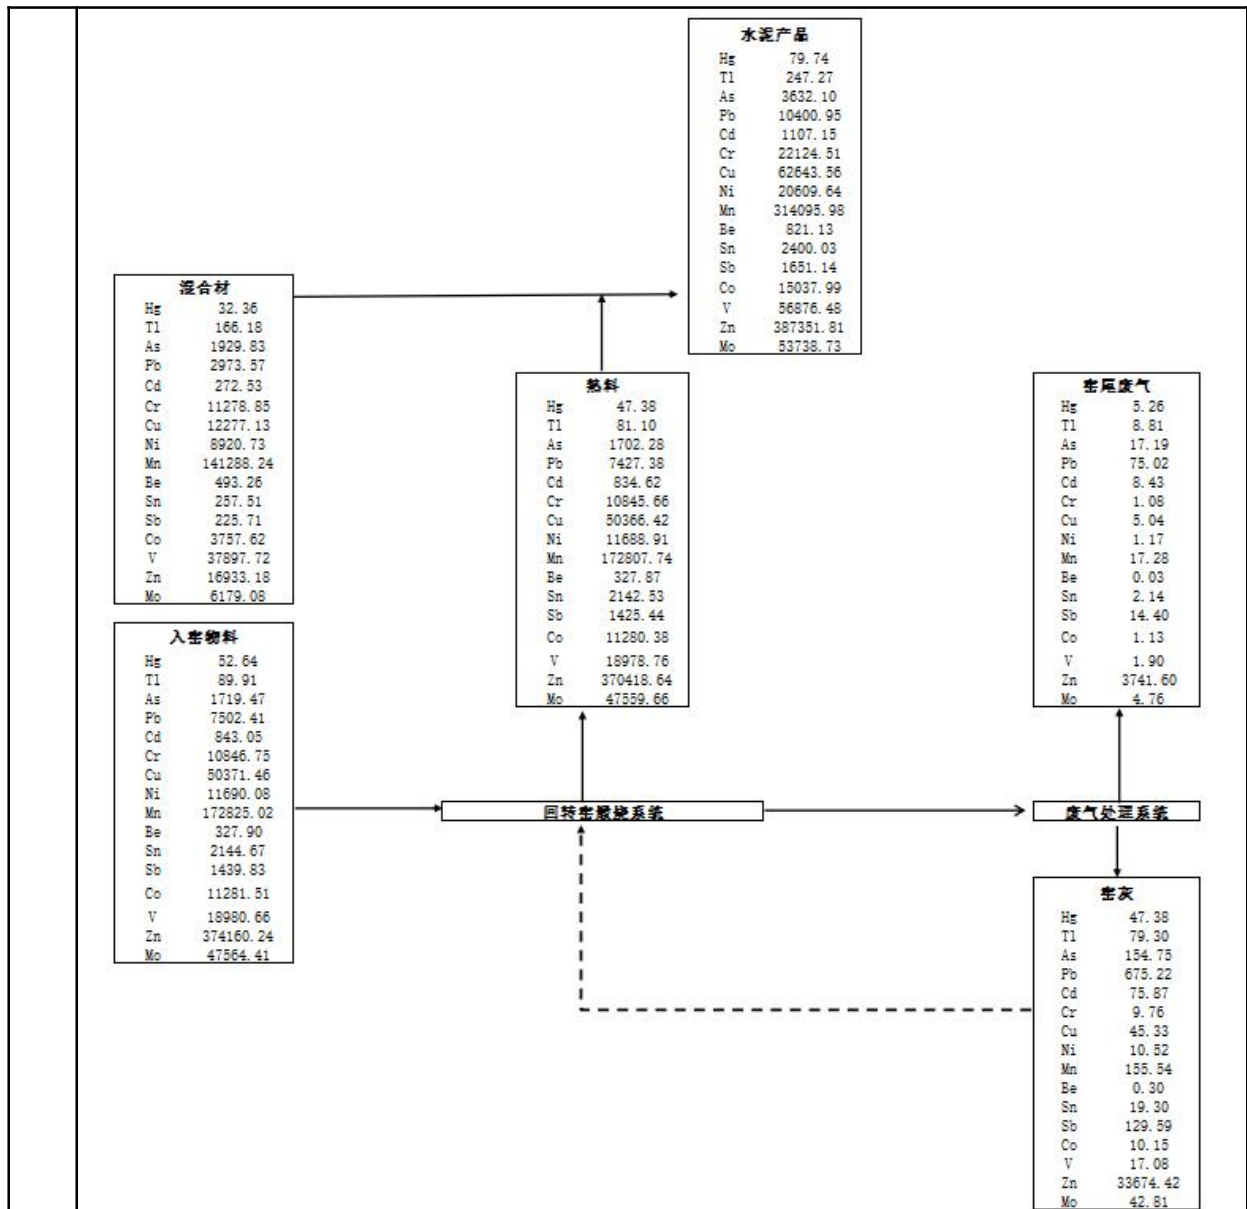 水泥产品
Hg 79.74
Tl 247.27
As 3632.10
Pb 10400.95
Cd 1107.15
Cr 22124.51
Cu 62643.56
Ni 20609.64
Mn 314095.98
Be 821.13
Sn 2400.03
Sb 1651.14
Co 15037.99
V 56876.48
Zn 387351.81
Mo 53738.73
混合材
Hg 32.36
Tl 166.18
As 1929.83
Pb 2973.57
Cd 272.53
Cr 11278.85
Cu 12277.13
Ni 8920.73
Mn 141288.24
Be 493.26
Sn 257.51
Sb 225.71
Co 3757.62
V 37897.72
Zn 16933.18
Mo 6179.08
熟料
Hg 47.38
Tl 81.10
As 1702.28
Pb 7427.38
Cd 834.62
Cr 10845.66
Cu 50366.42
Ni 11688.91
Mn 172807.74
Be 327.87
Sn 2142.53
Sb 1425.44
Co 11280.38
V 18978.76
Zn 370418.64
Mo 47559.66
窑尾废气
Hg 5.26
Tl 8.81
As 17.19
Pb 75.02
Cd 8.43
Cr 1.08
Cu 5.04
Ni 1.17
Mn 17.28
Be 0.03
Sn 2.14
Sb 14.40
Co 1.13
V 1.90
Zn 3741.60
Mo 4.76
入窑物料
Hg 52.64
Tl 89.91
As 1719.47
Pb 7502.41
Cd 843.05
Cr 10846.75
Cu 50371.46
Ni 11690.08
Mn 172825.02
Be 327.90
Sn 2144.67
Sb 1439.83
Co 11281.51
V 18980.66
Zn 374160.24
Mo 47564.41
回转窑煅烧系统
废气处理系统
窑灰
Hg 47.38
Tl 79.30
As 154.75
Pb 675.22
Cd 75.87
Cr 9.76
Cu 45.33
Ni 10.52
Mn 155.54
Be 0.30
Sn 19.30
Sb 129.59
Co 10.15
V 17.08
Zn 33674.42
Mo 42.81